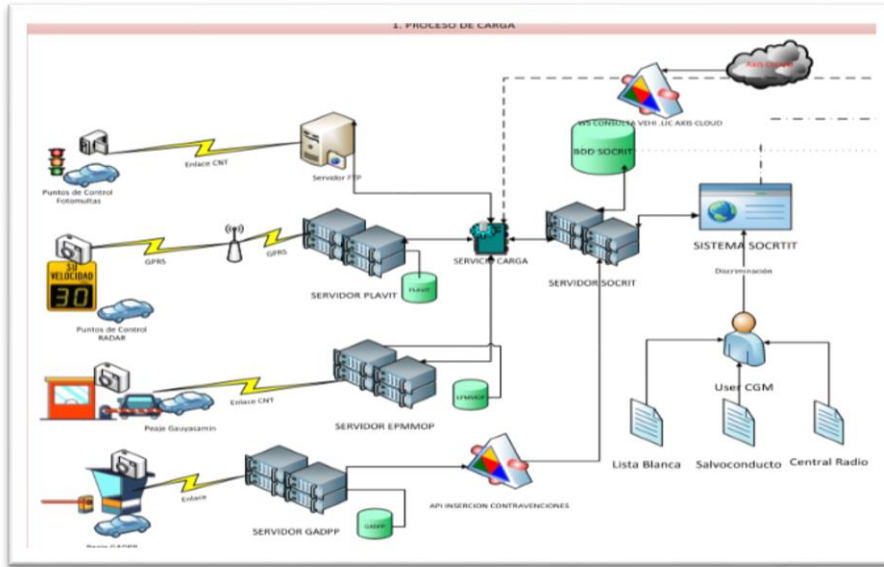 1. PROCESO DE CARGA
WS CONSULTA VEHI .LIC AXIS CLOUD
BDD SOCRIT
Enlace CNT
Servidor FTP
Puntos de Control
Fotomultas
SISTEMA SOCRTIT
SERVICIO CARGA
GPRS
GPRS
SU
VELOCIDAD
30
SERVIDOR PLAVIT
PLAVIT
SERVIDOR SOCRIT
Discriminación
Puntos de Control
RADAR
User CGM
Enlace CNT
EPMMOP
Peaje Gauyasamin
SERVIDOR EPMMOP
Lista Blanca
Salvoconducto
Central Radio
Enlace
API INSERCION CONTRAVENCIONES
SERVIDOR GADPP
GADPP
Peaje GADPP